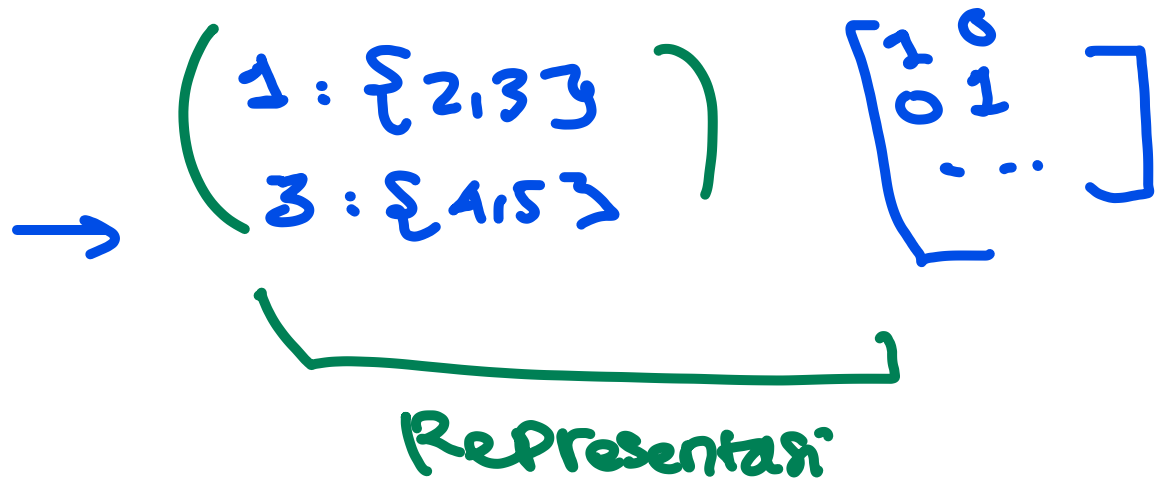 1 : {2,3}
3 : {4,5}
1 0
0 1
- - .
Representasi